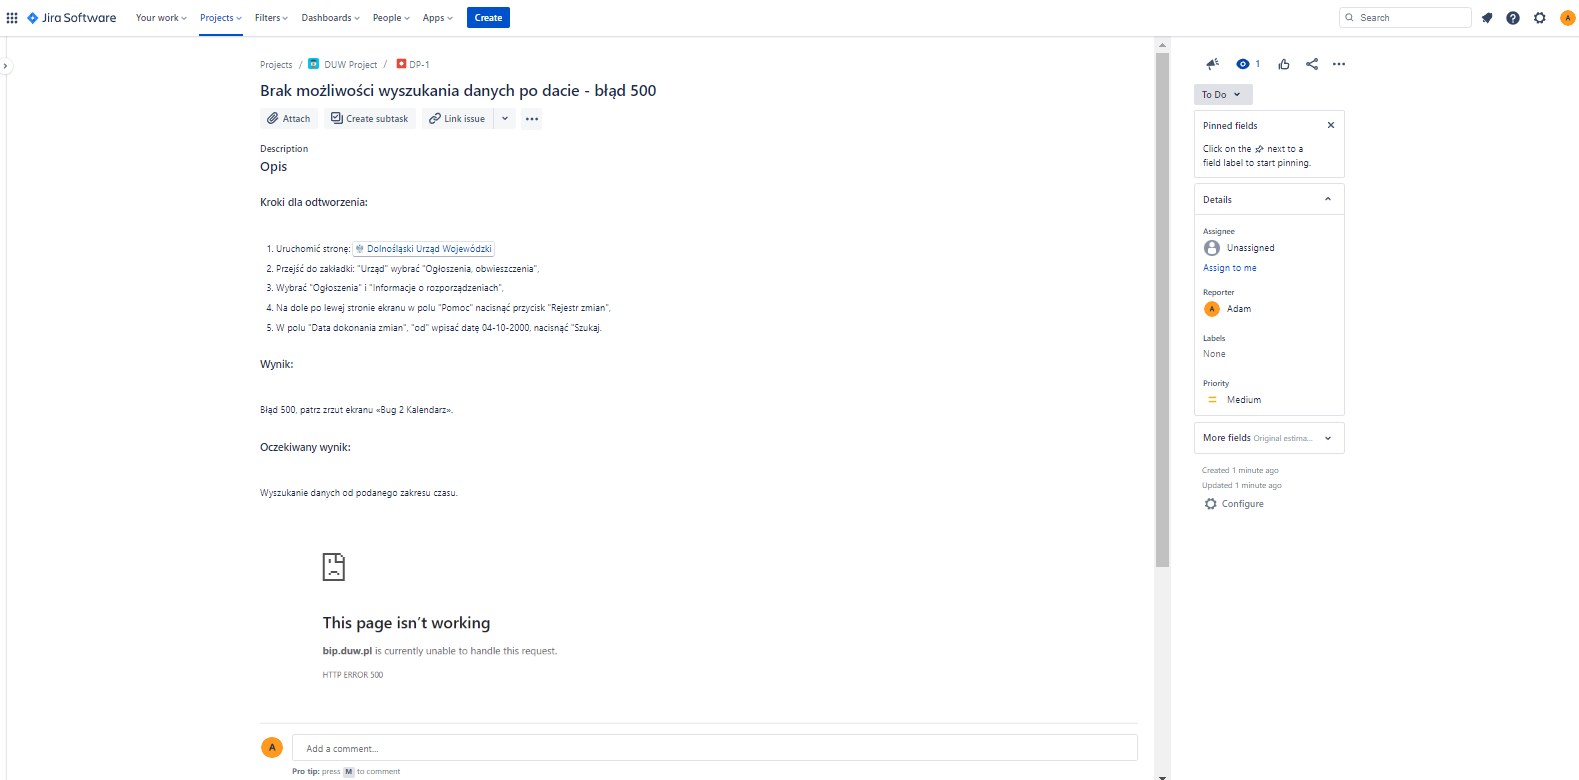 Jira Software Your work Projects Filters Dashboards People Apps Create Search A
Projects / DUW Project / DP-1
Brak możliwości wyszukania danych po dacie - błąd 500
Attach Create subtask Link issue
Description
Opis
Kroki dla odtworzenia:
1. Uruchomić stronę: Dolnośląski Urząd Wojewódzki
2. Przejść do zakładki: "Urząd" wybrać "Ogłoszenia, obwieszczenia",
3. Wybrać "Ogłoszenia" i "Informacje o rozporządzeniach",
4. Na dole po lewej stronie ekranu w polu "Pomoc" nacisnąć przycisk "Rejestr zmian",
5. W polu "Data dokonania zmian", "od" wpisać datę 04-10-2000, nacisnąć "Szukaj.
Wynik:
Błąd 500, patrz zrzut ekranu «Bug 2 Kalendarz».
Oczekiwany wynik:
Wyszukanie danych od podanego zakresu czasu.
This page isn't working
bip.duw.pl is currently unable to handle this request.
HTTP ERROR 500
A Add a comment...
Pro tip: press M to comment
1
To Do
Pinned fields
Click on the next to a
field label to start pinning.
Details
Assignee
Unassigned
Assign to me
Reporter
A Adam
Labels
None
Priority
Medium
More fields Original estima...
Created 1 minute ago
Updated 1 minute ago
Configure